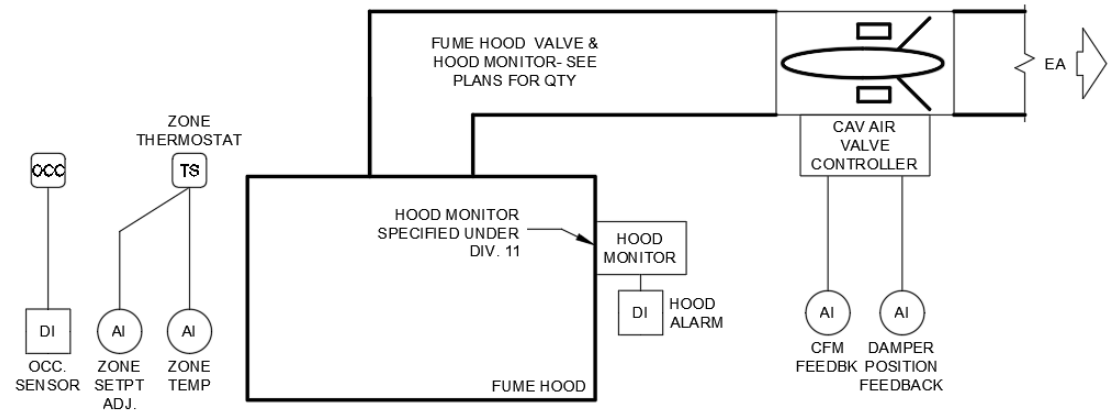 FUME HOOD VALVE &
HOOD MONITOR- SEE
PLANS FOR QTY
EA
CAV AIR
VALVE
CONTROLLER
ZONE
THERMOSTAT
OCC
TS
HOOD MONITOR
SPECIFIED UNDER
DIV. 11
HOOD
MONITOR
DI
HOOD
ALARM
DI
OCC.
SENSOR
AI
ZONE
SETPT
ADJ.
AI
ZONE
TEMP
FUME HOOD
AI
CFM
FEEDBK
AI
DAMPER
POSITION
FEEDBACK